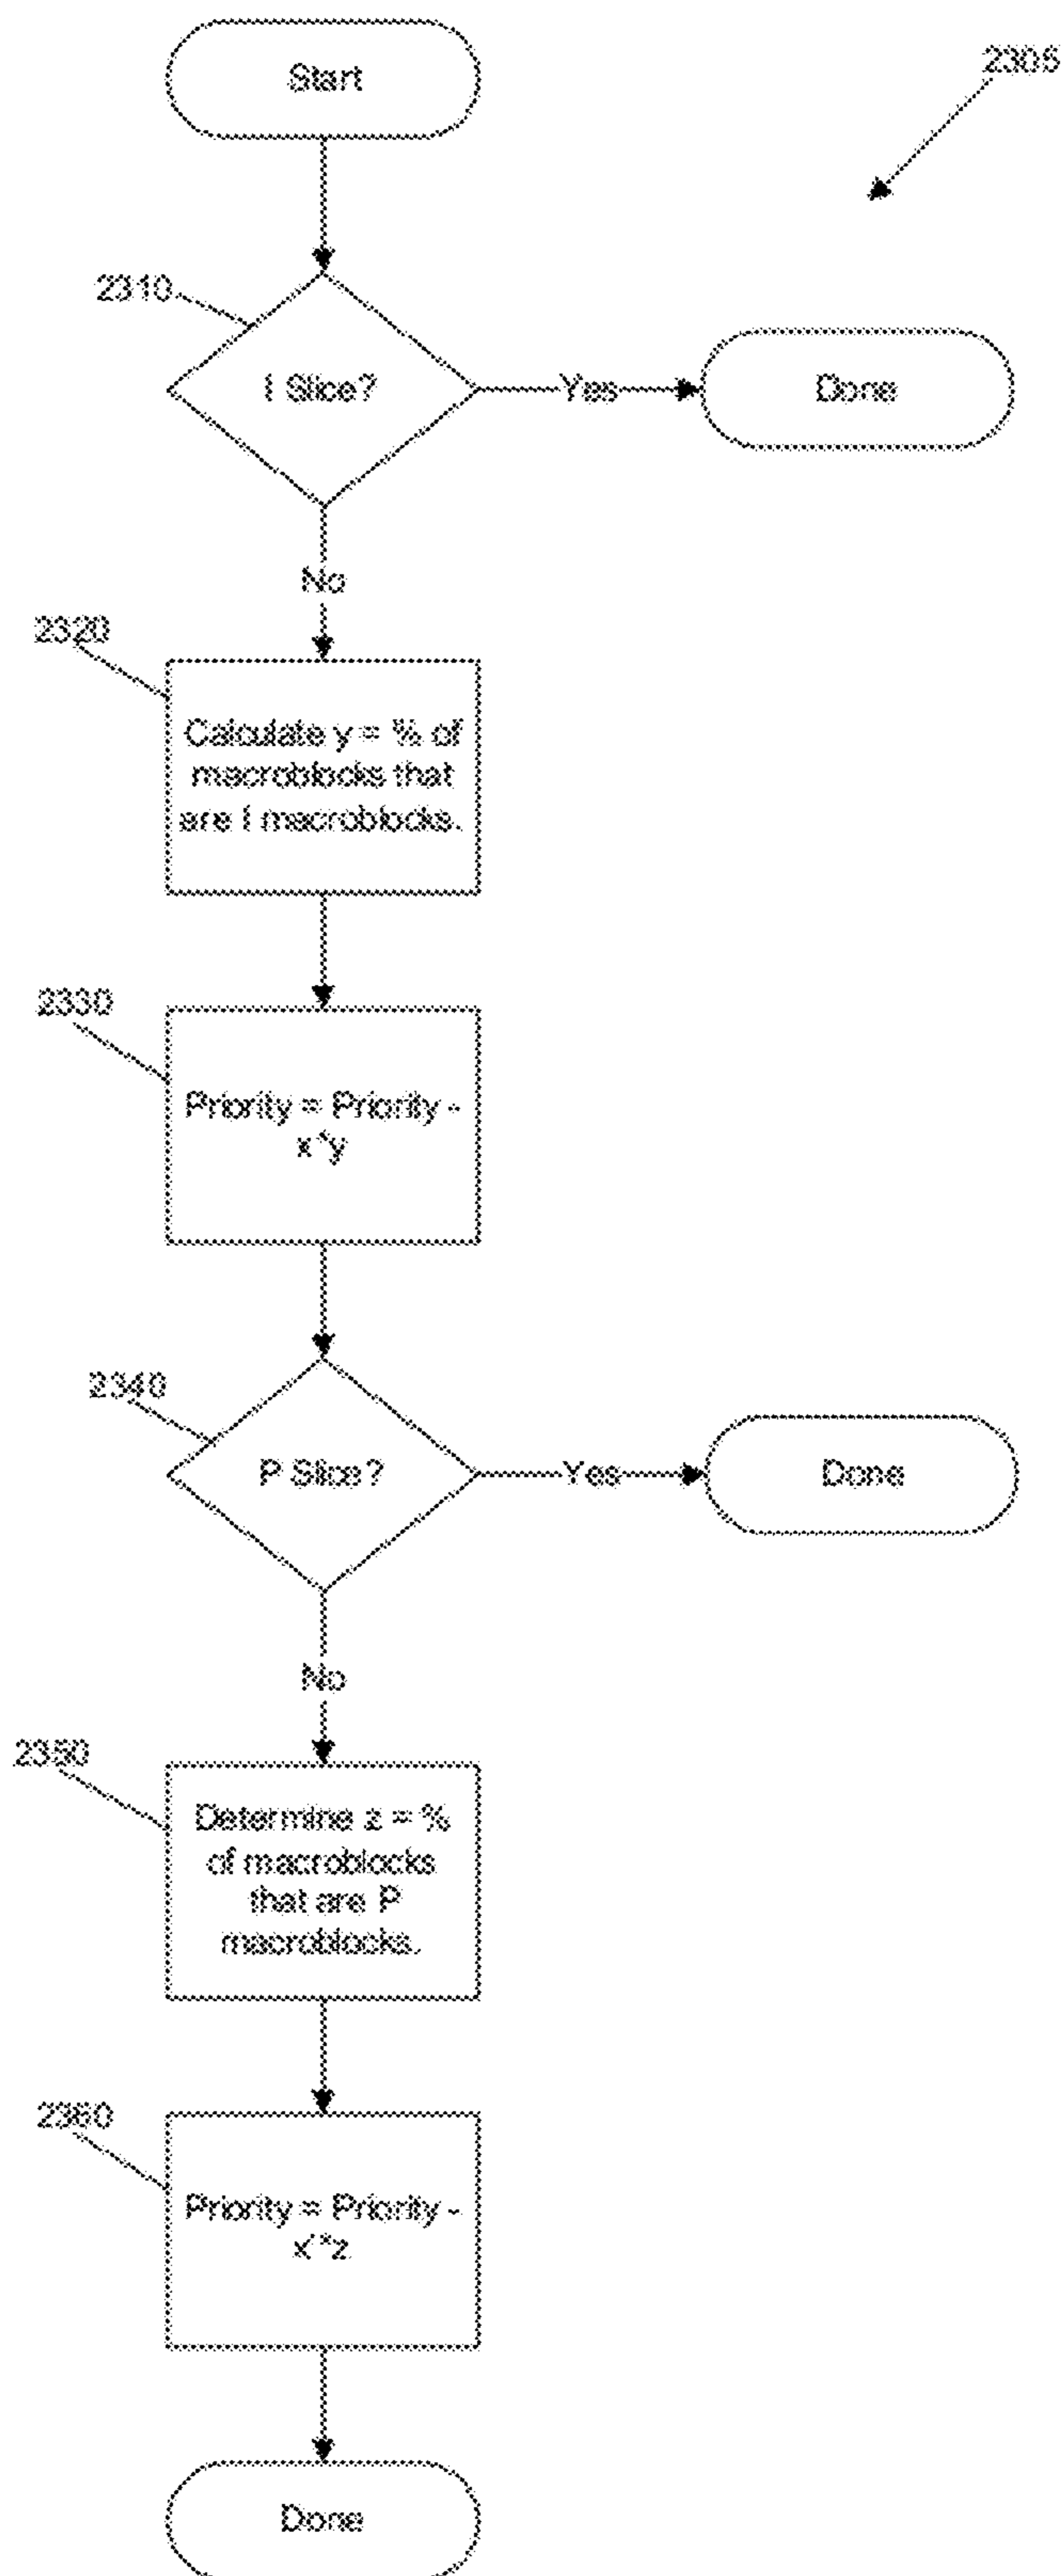 Start
2305
2310
I Slice?
Yes
Done
No
2320
Calculate y = % of
macroblocks that
are I macroblocks.
2330
Priority = Priority -
x*y
2340
P Slice?
Yes
Done
No
2350
Determine z = %
of macroblocks
that are P
macroblocks.
2360
Priority = Priority -
x'*z
Done